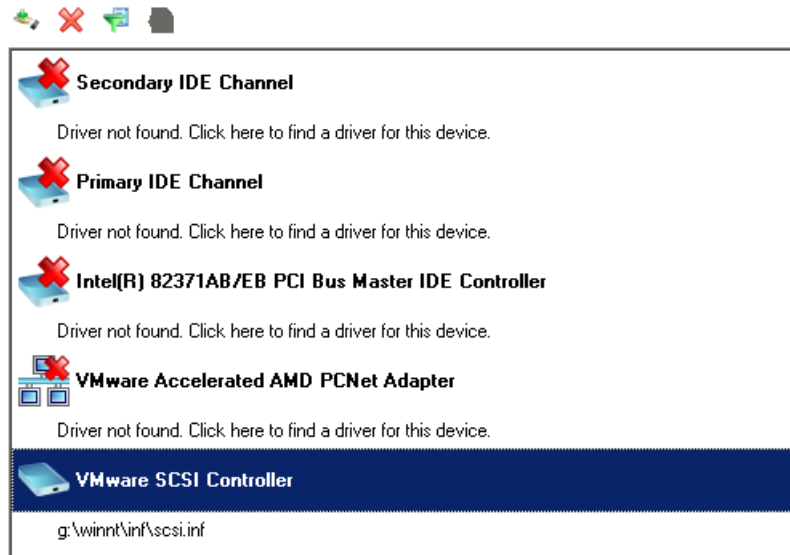 Secondary IDE Channel
Driver not found. Click here to find a driver for this device.
Primary IDE Channel
Driver not found. Click here to find a driver for this device.
Intel(R) 82371AB/EB PCI Bus Master IDE Controller
Driver not found. Click here to find a driver for this device.
VMware Accelerated AMD PCNet Adapter
Driver not found. Click here to find a driver for this device.
VMware SCSI Controller
g:\winnt\inf\scsi.inf